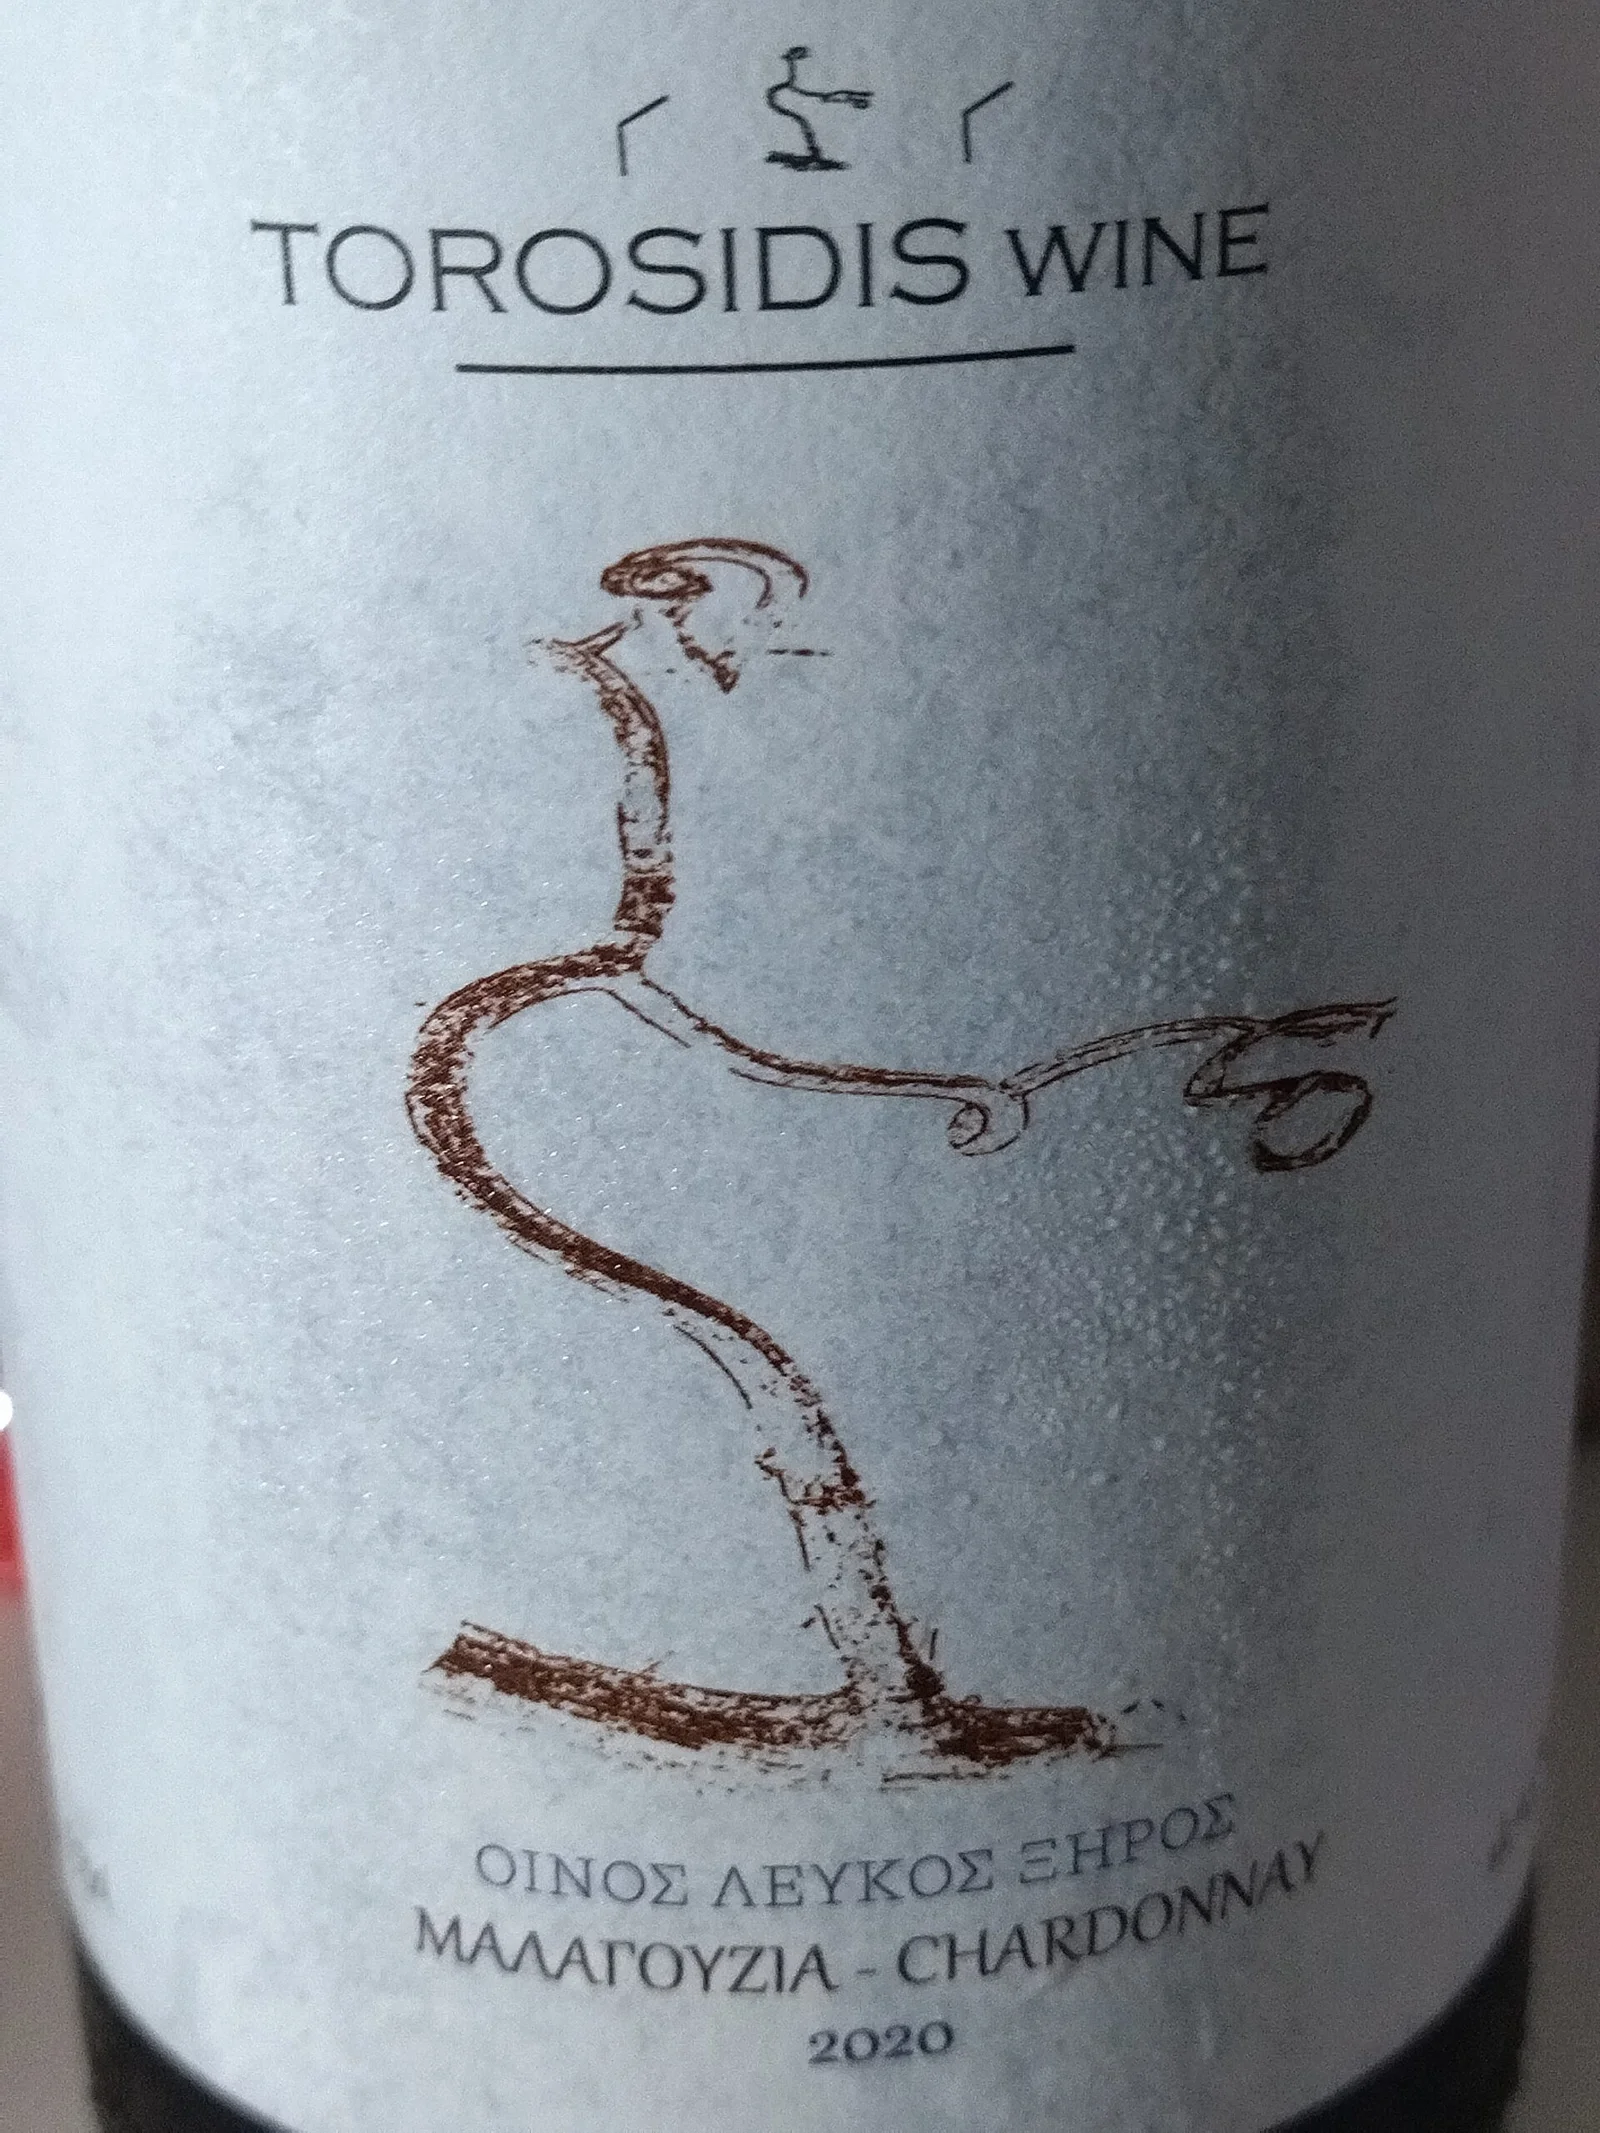 TOROSIDIS WINE
ΟΙΝΟΣ ΛΕΥΚΟΣ ΞΗΡΟΣ
ΜΑΛΑΓΟΥΖΙΑ - CHARDONNAY
2020